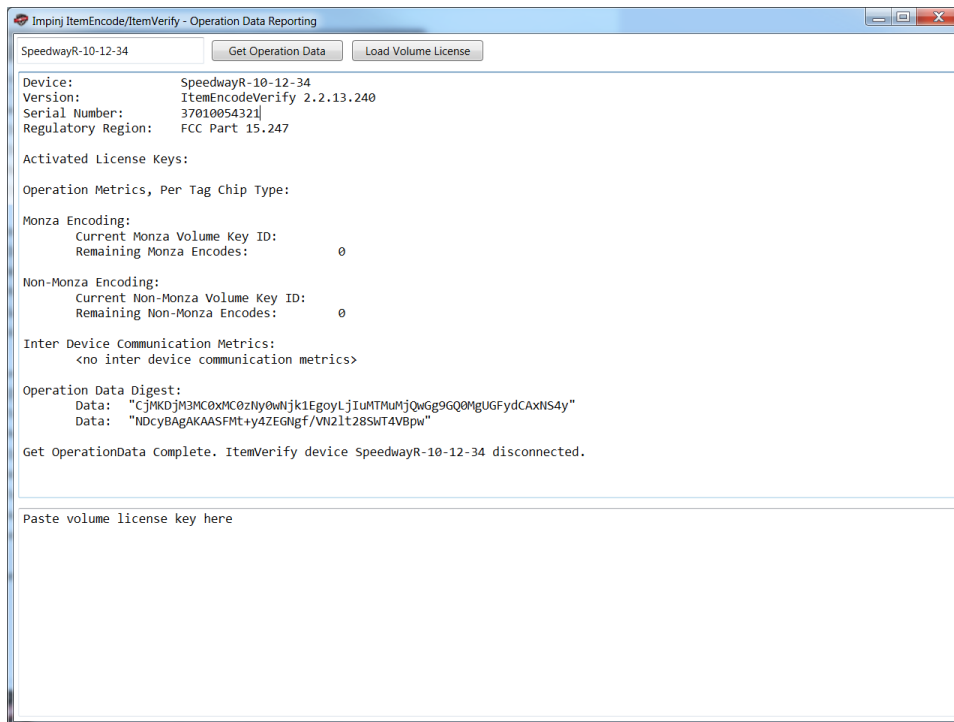 Impinj ItemEncode/ItemVerify - Operation Data Reporting
SpeedwayR-10-12-34 Get Operation Data Load Volume License
Device: SpeedwayR-10-12-34
Version: ItemEncodeVerify 2.2.13.240
Serial Number: 37010054321
Regulatory Region: FCC Part 15.247
Activated License Keys:
Operation Metrics, Per Tag Chip Type:
Monza Encoding:
Current Monza Volume Key ID:
Remaining Monza Encodes: 0
Non-Monza Encoding:
Current Non-Monza Volume Key ID:
Remaining Non-Monza Encodes: 0
Inter Device Communication Metrics:
<no inter device communication metrics>
Operation Data Digest:
Data: "CjMKDjM3MC0xMC0zNy0wNjk1EgoyLjIuMTMuMjQwGg9GQ0MgUGFydCAxNS4y"
Data: "NDcyBAgAKAASFMt+y4ZEGNgf/VN2lt28SWT4VBpw"
Get OperationData Complete. ItemVerify device SpeedwayR-10-12-34 disconnected.
Paste volume license key here